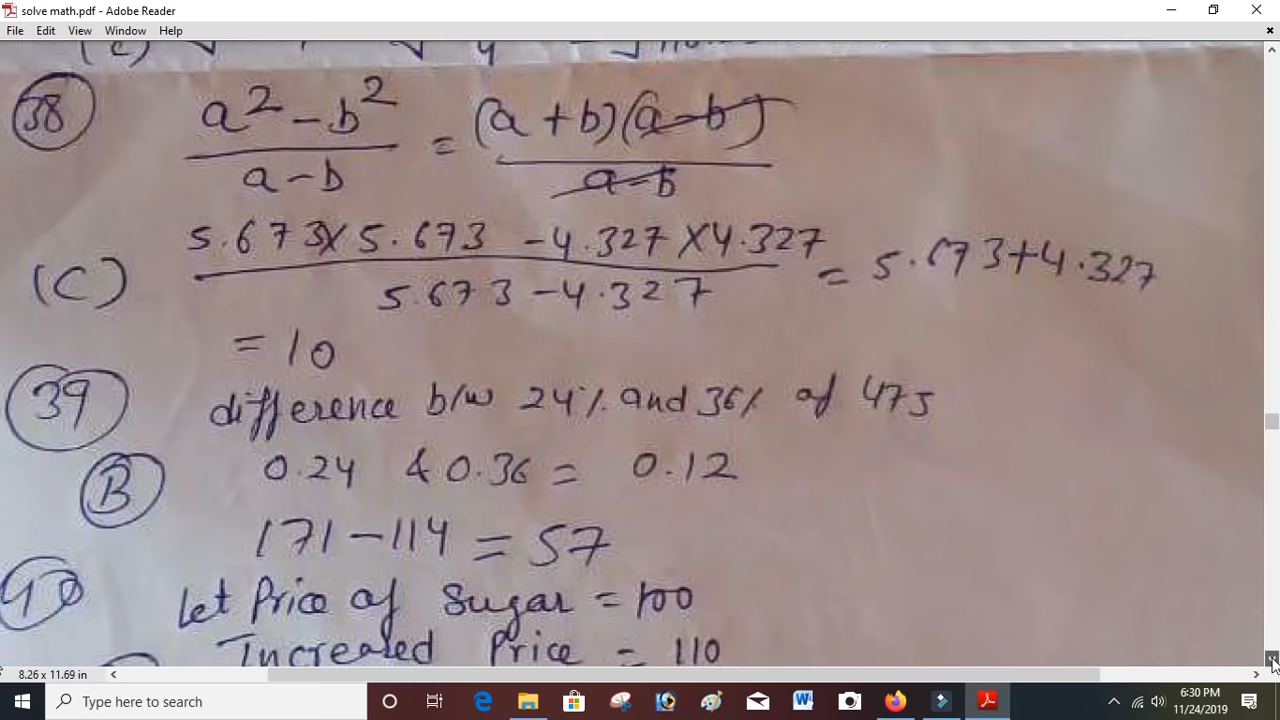 solve math.pdf - Adobe Reader
File Edit View Window Help
(38) a² - b² / a - b = (a + b)(a - b) / a - b
(C) 5.673 × 5.673 - 4.327 × 4.327 / 5.673 - 4.327 = 5.673 + 4.327
= 10
(39) difference b/w 24% and 36% of 475
(B) 0.24 & 0.36 = 0.12
171 - 114 = 57
40 Let Price of Sugar = 100
Increased Price = 110
8.26 x 11.69 in
Type here to search
6:30 PM
11/24/2019